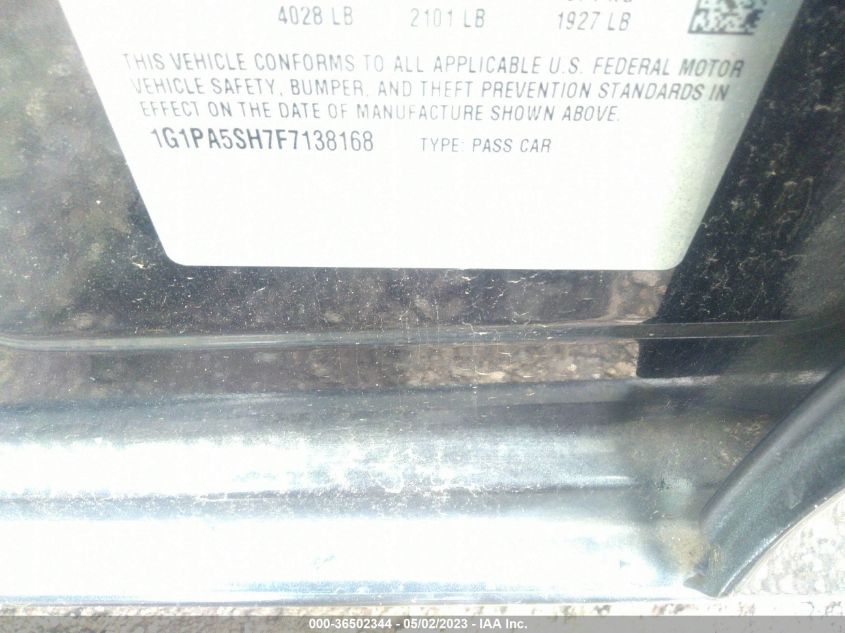 4028 LB 2101 LB 1927 LB
THIS VEHICLE CONFORMS TO ALL APPLICABLE U.S. FEDERAL MOTOR
VEHICLE SAFETY, BUMPER, AND THEFT PREVENTION STANDARDS IN
EFFECT ON THE DATE OF MANUFACTURE SHOWN ABOVE.
1G1PA5SH7F7138168 TYPE: PASS CAR
000-36502344 - 05/02/2023 - IAA Inc.